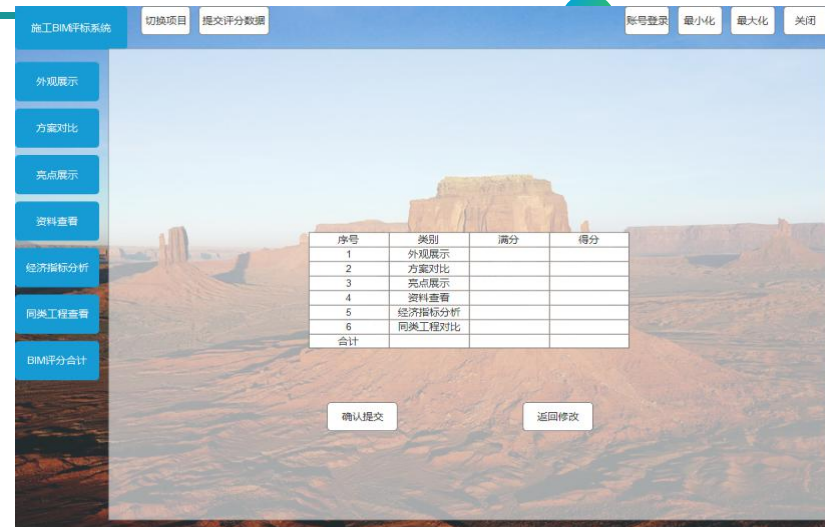 施工BIM评标系统 切换项目 提交评分数据 账号登录 最小化 最大化 关闭
外观展示
方案对比
亮点展示
资料查看
经济指标分析
同类工程查看
BIM评分合计
序号 类别 满分 得分
1 外观展示
2 方案对比
3 亮点展示
4 资料查看
5 经济指标分析
6 同类工程对比
合计
确认提交 返回修改